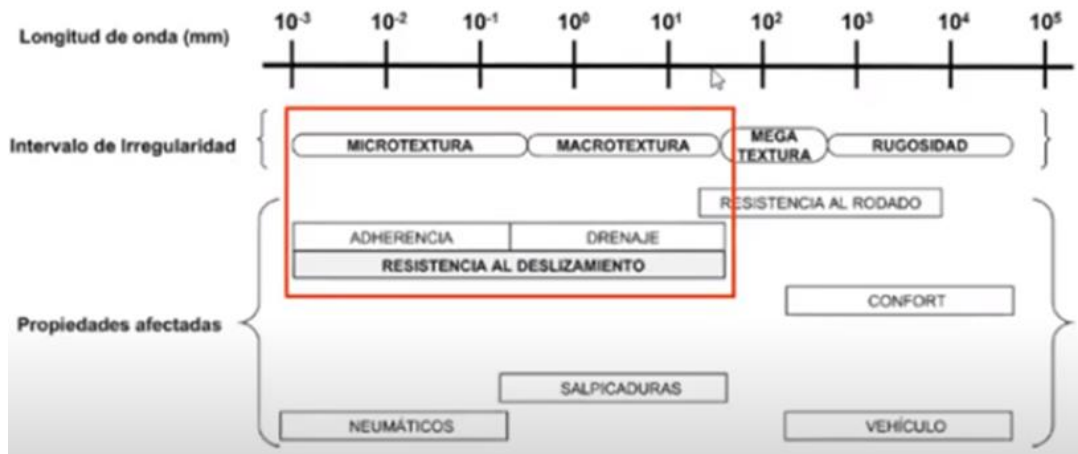 10⁻³ 10⁻² 10⁻¹ 10⁰ 10¹ 10² 10³ 10⁴ 10⁵
Longitud de onda (mm)
Intervalo de Irregularidad
MICROTEXTURA
MACROTEXTURA
MEGA
TEXTURA
RUGOSIDAD
RESISTENCIA AL RODADO
ADHERENCIA
DRENAJE
RESISTENCIA AL DESLIZAMIENTO
CONFORT
Propiedades afectadas
SALPICADURAS
NEUMÁTICOS
VEHÍCULO